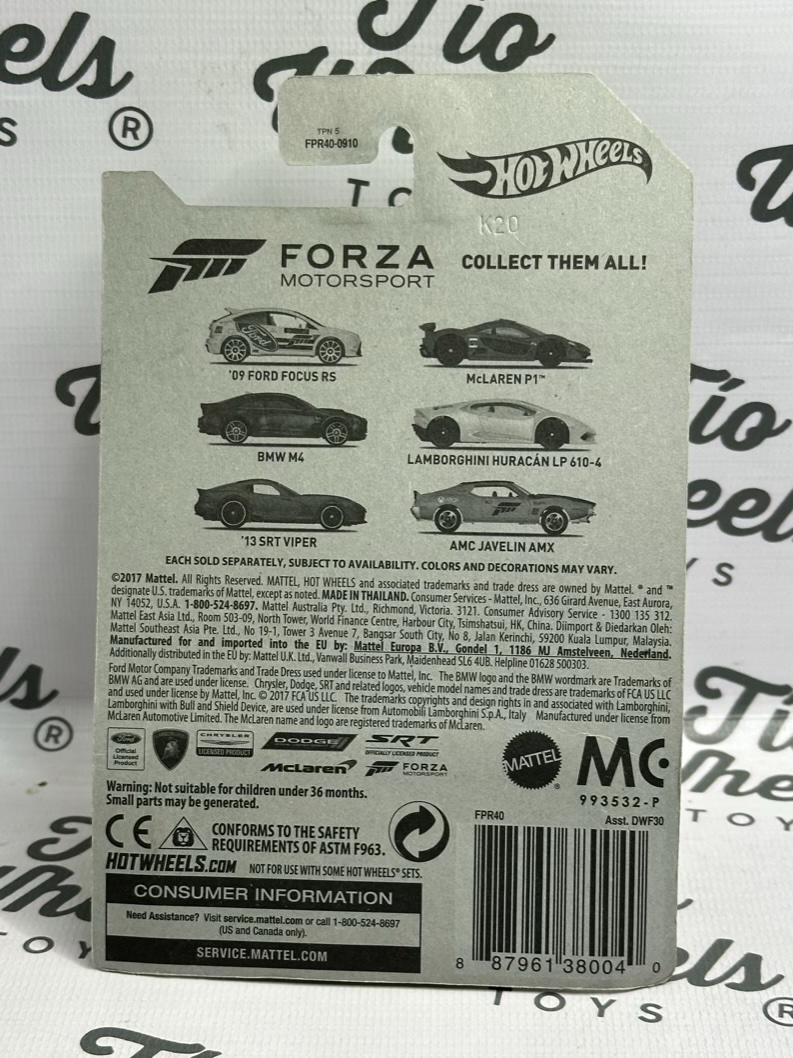 Tío
Wheels
®
TPN 5
FPR40-0910
HOT WHEELS
K20
FORZA
MOTORSPORT
COLLECT THEM ALL!
Ford
'09 FORD FOCUS RS
McLAREN P1™
BMW M4
LAMBORGHINI HURACÁN LP 610-4
'13 SRT VIPER
AMC JAVELIN AMX
EACH SOLD SEPARATELY, SUBJECT TO AVAILABILITY. COLORS AND DECORATIONS MAY VARY.
©2017 Mattel. All Rights Reserved. MATTEL, HOT WHEELS and associated trademarks and trade dress are owned by Mattel. ® and ™
designate U.S. trademarks of Mattel, except as noted. MADE IN THAILAND. Consumer Services - Mattel, Inc., 636 Girard Avenue, East Aurora,
NY 14052, U.S.A. 1-800-524-8697. Mattel Australia Pty. Ltd., Richmond, Victoria. 3121. Consumer Advisory Service - 1300 135 312.
Mattel East Asia Ltd., Room 503-09, North Tower, World Finance Centre, Harbour City, Tsimshatsui, HK, China. Diimport & Diedarkan Oleh:
Mattel Southeast Asia Pte. Ltd., No 19-1, Tower 3 Avenue 7, Bangsar South City, No 8, Jalan Kerinchi, 59200 Kuala Lumpur, Malaysia.
Manufactured for and imported into the EU by: Mattel Europa B.V., Gondel 1, 1186 MJ Amstelveen, Nederland.
Additionally distributed in the EU by: Mattel U.K. Ltd., Vanwall Business Park, Maidenhead SL6 4UB. Helpline 01628 500303.
Ford Motor Company Trademarks and Trade Dress used under license to Mattel, Inc. The BMW logo and the BMW wordmark are Trademarks of
BMW AG and are used under license. Chrysler, Dodge, SRT and related logos, vehicle model names and trade dress are trademarks of FCA US LLC
and used under license by Mattel, Inc. © 2017 FCA US LLC. The trademarks copyrights and design rights in and associated with Lamborghini,
Lamborghini with Bull and Shield Device, are used under license from Automobili Lamborghini S.p.A., Italy Manufactured under license from
McLaren Automotive Limited. The McLaren name and logo are registered trademarks of McLaren.
Ford
Official
Licensed
Product
CHRYSLER
LICENSED PRODUCT
DODGE
SRT
OFFICIALLY LICENSED PRODUCT
McLaren
FORZA
MOTORSPORT
MATTEL
®
MC
993532-P
Warning: Not suitable for children under 36 months.
Small parts may be generated.
CE
CONFORMS TO THE SAFETY
REQUIREMENTS OF ASTM F963.
HOTWHEELS.COM NOT FOR USE WITH SOME HOT WHEELS® SETS.
CONSUMER INFORMATION
Need Assistance? Visit service.mattel.com or call 1-800-524-8697
(US and Canada only).
SERVICE.MATTEL.COM
FPR40
Asst. DWF30
8 87961 38004 0
TOYS